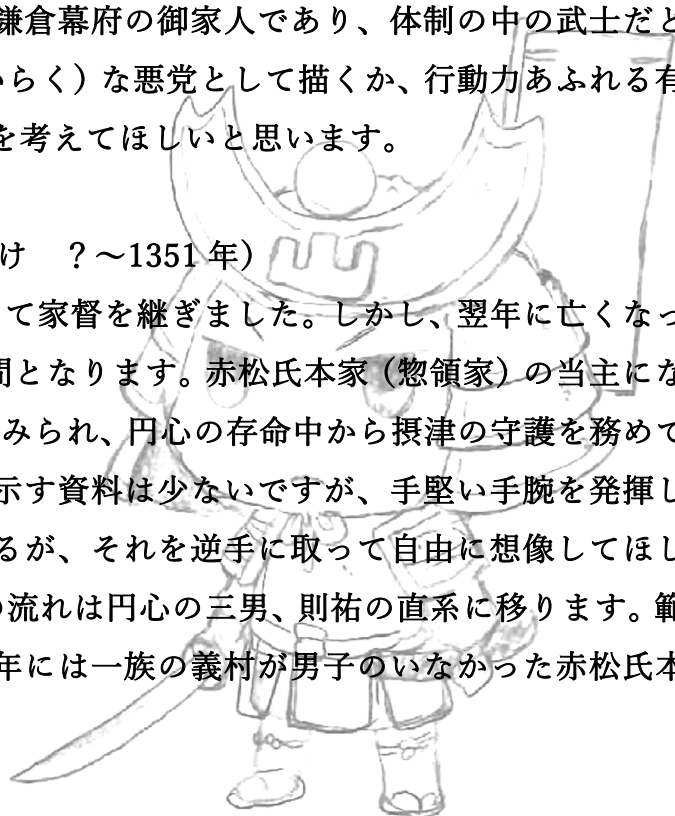 鎌倉幕府の御家人であり、体制の中の武士だと
いらく）な悪党として描くか、行動力あふれる有
を考えてほしいと思います。
け　？～1351 年）
て家督を継ぎました。しかし、翌年に亡くなっ
間となります。赤松氏本家（惣領家）の当主にな
みられ、円心の存命中から摂津の守護を務めて
示す資料は少ないですが、手堅い手腕を発揮し
るが、それを逆手に取って自由に想像してほし
の流れは円心の三男、則祐の直系に移ります。範
年には一族の義村が男子のいなかった赤松氏本